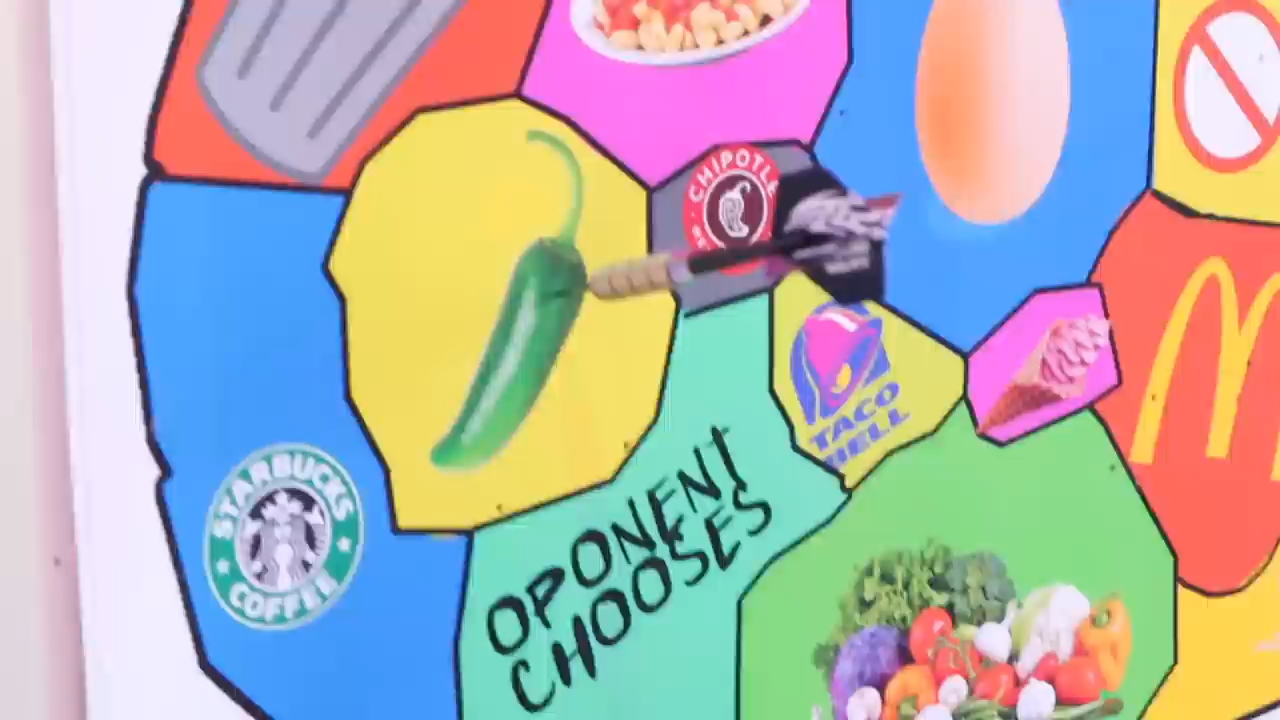 CHIPOTLE
TACO
BELL
OPONENT
CHOOSES
STARBUCKS
COFFEE